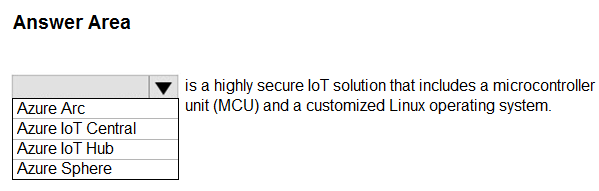 Answer Area
is a highly secure IoT solution that includes a microcontroller
unit (MCU) and a customized Linux operating system.
Azure Arc
Azure IoT Central
Azure IoT Hub
Azure Sphere